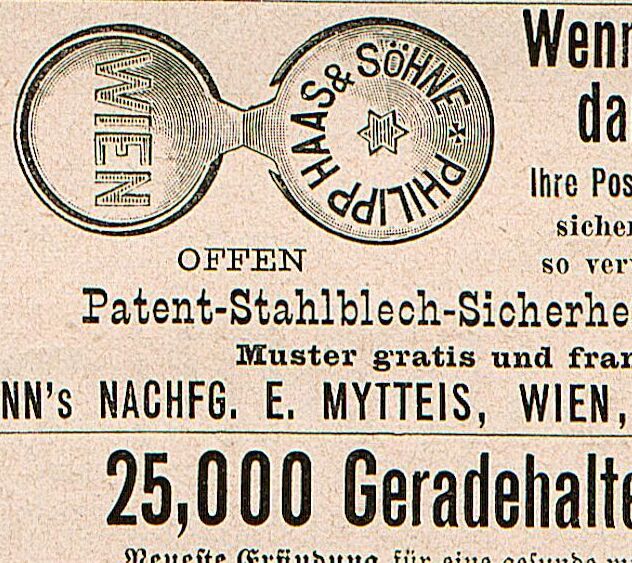 WIEN
PHILIPP HAAS & SÖHNE
OFFEN
Wenn
da
Ihre Pos
sicher
so ver
Patent-Stahlblech-Sicherhe
Muster gratis und fran
NN's NACHFG. E. MYTTEIS, WIEN,
25,000 Geradehalte
Neueste Erfindung für eine gesunde